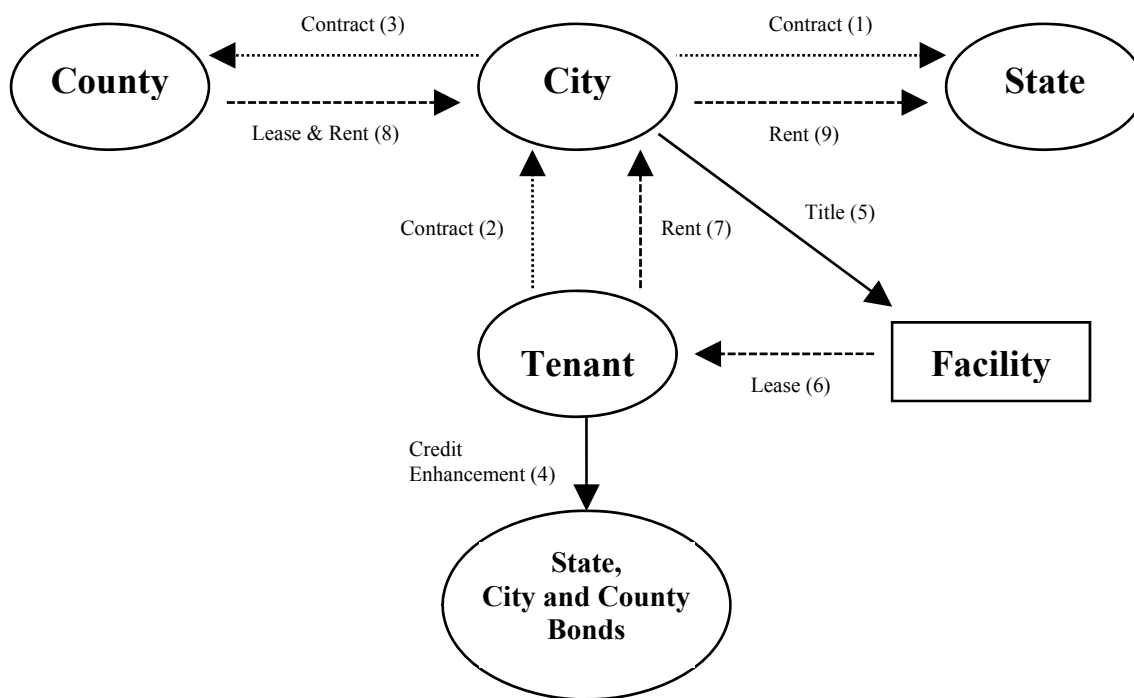 Contract (3)
Contract (1)
County
City
State
Lease & Rent (8)
Rent (9)
Contract (2)
Rent (7)
Title (5)
Tenant
Facility
Lease (6)
Credit
Enhancement (4)
State,
City and County
Bonds